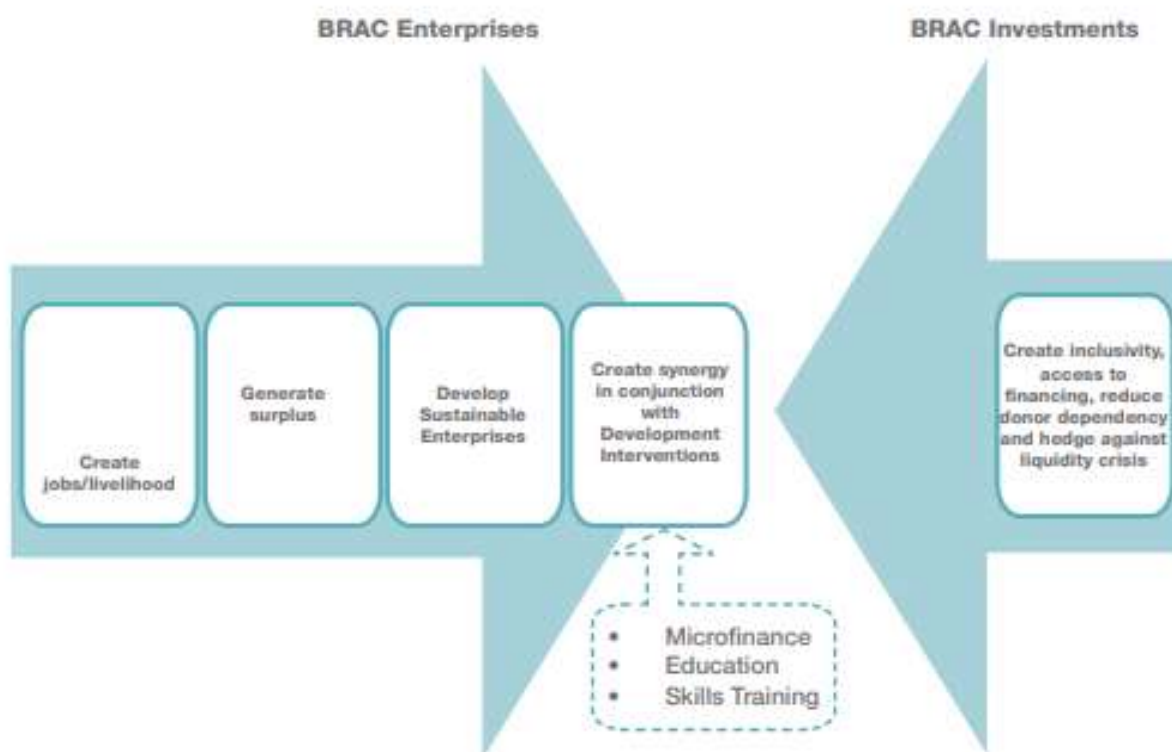 BRAC Enterprises
BRAC Investments
Create
jobs/livelihood
Generate
surplus
Develop
Sustainable
Enterprises
Create synergy
in conjunction
with
Development
Interventions
Create inclusivity,
access to
financing, reduce
donor dependency
and hedge against
liquidity crisis
• Microfinance
• Education
• Skills Training